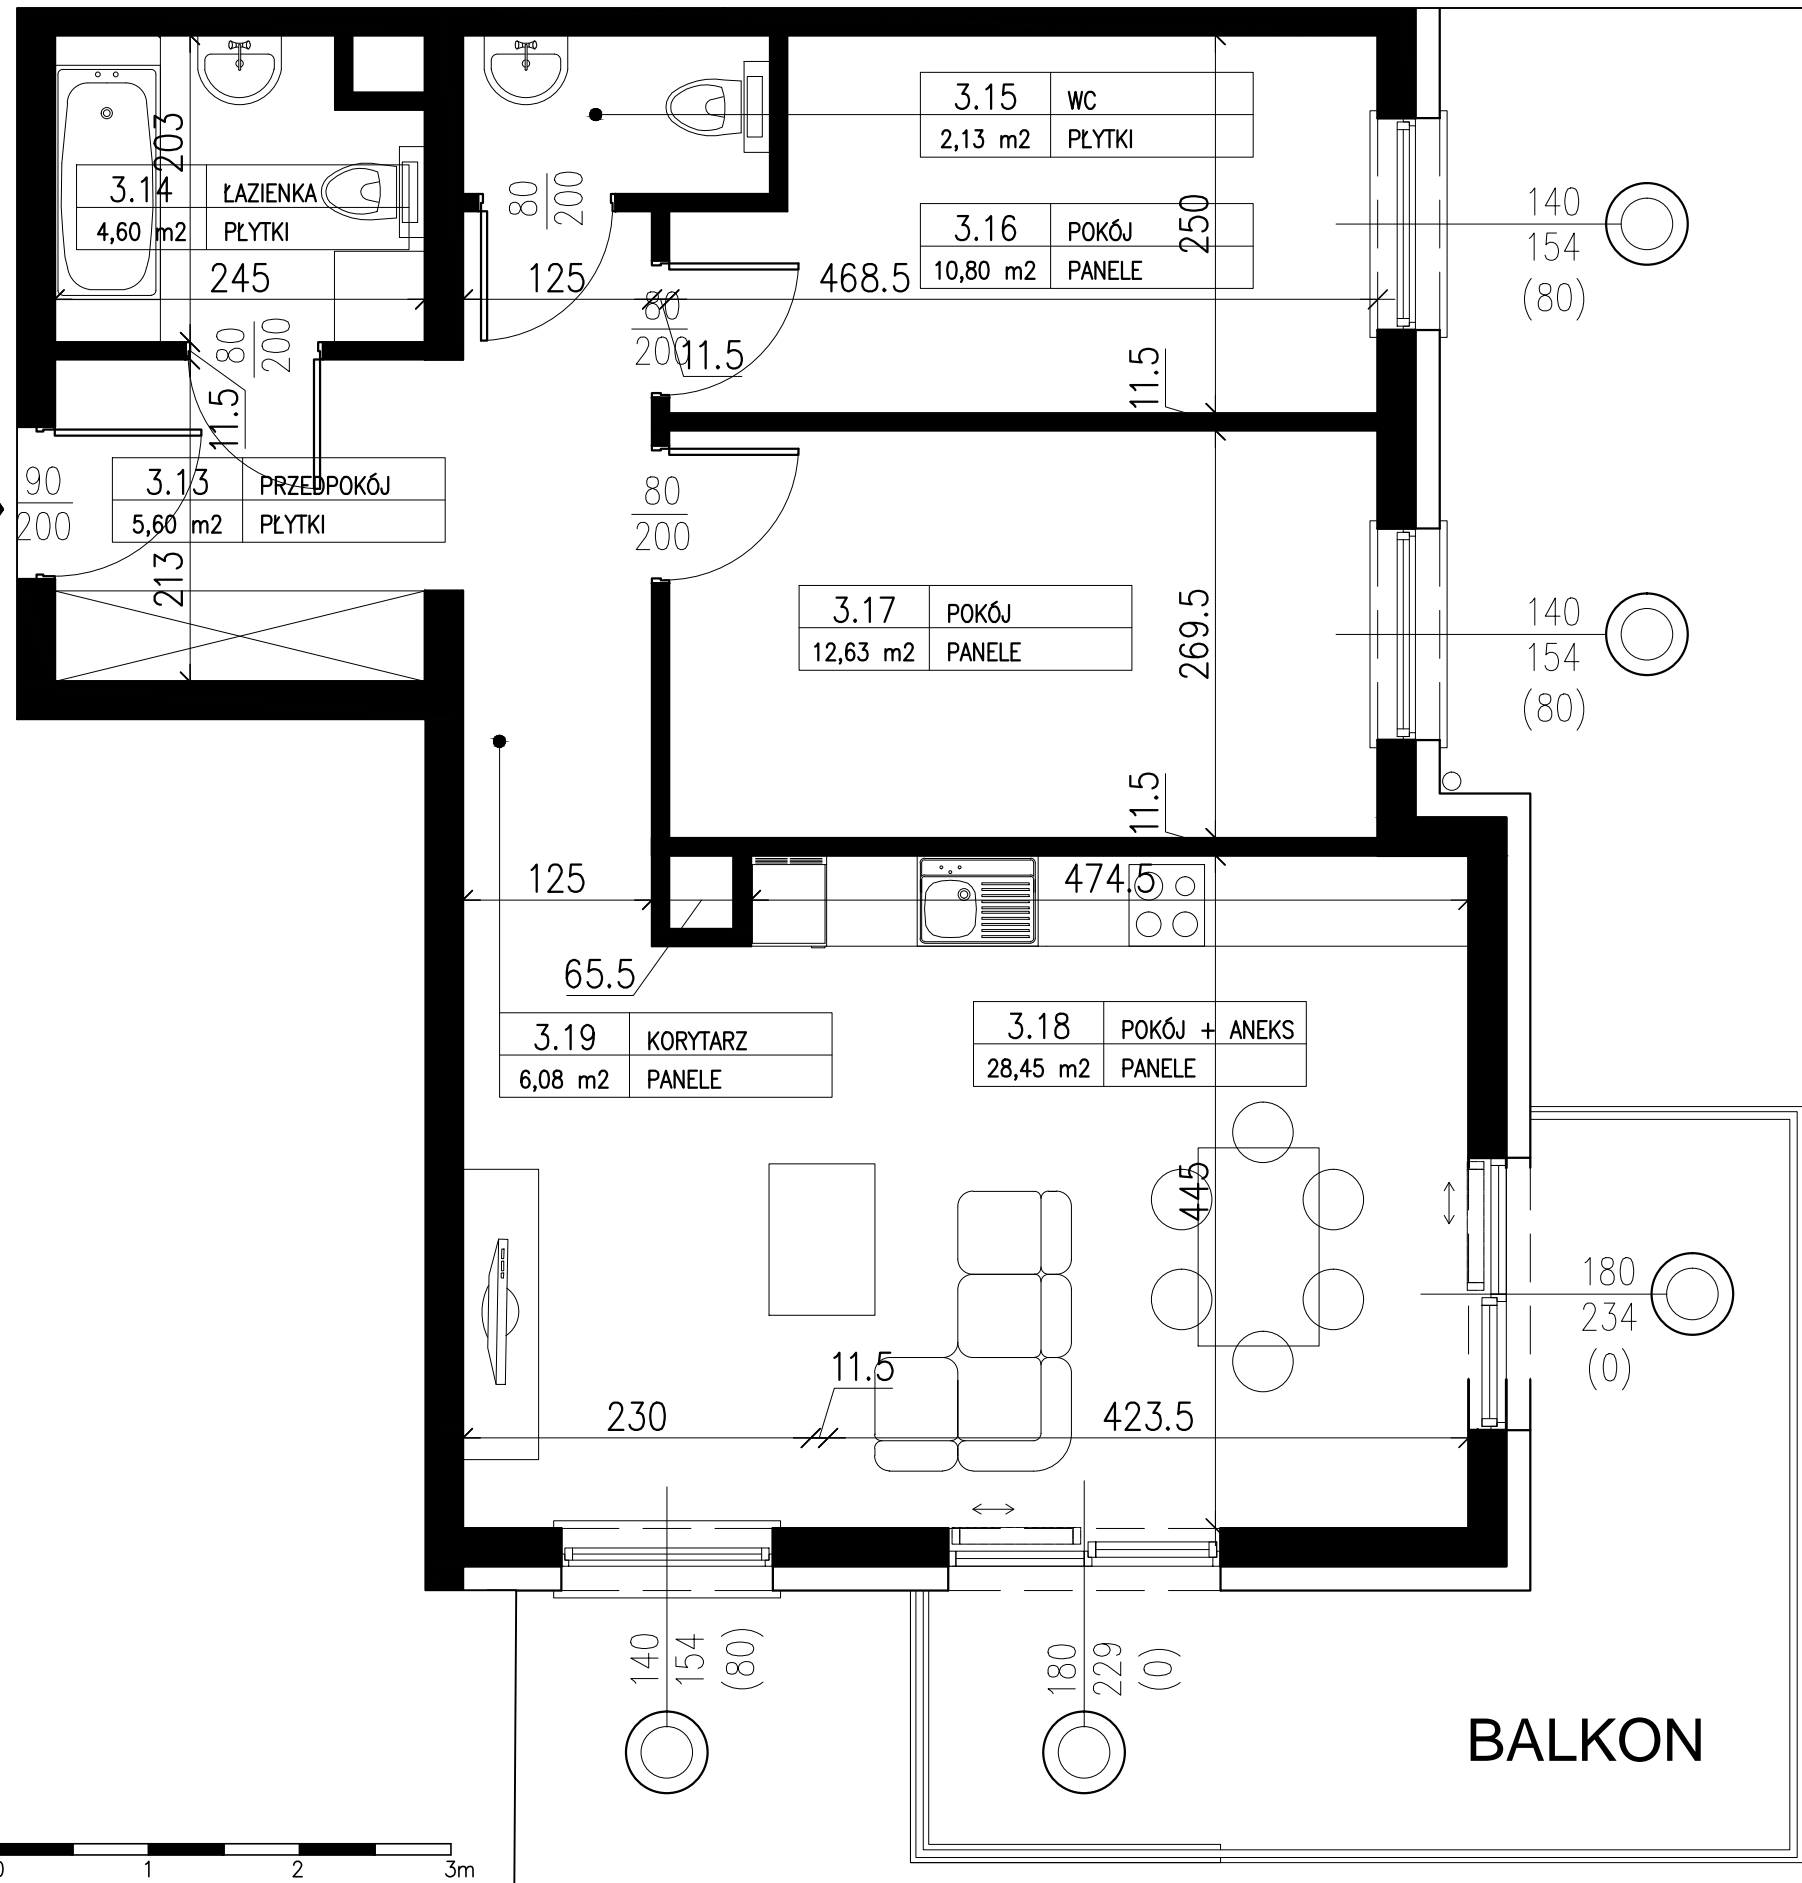 3.15 WC
2,13 m2 PŁYTKI
203
3.14 ŁAZIENKA
4,60 m2 PŁYTKI
80
200
3.16 POKÓJ
10,80 m2 PANELE
250
140
154
(80)
245
125
468.5
80
200
80
200
11.5
11.5
11.5
90
200
3.13 PRZEDPOKÓJ
5,60 m2 PŁYTKI
213
80
200
3.17 POKÓJ
12,63 m2 PANELE
269.5
140
154
(80)
11.5
125
474.5
65.5
3.19 KORYTARZ
6,08 m2 PANELE
3.18 POKÓJ + ANEKS
28,45 m2 PANELE
445
180
234
(0)
11.5
230
423.5
140
154
(80)
180
229
(0)
BALKON
0 1 2 3m